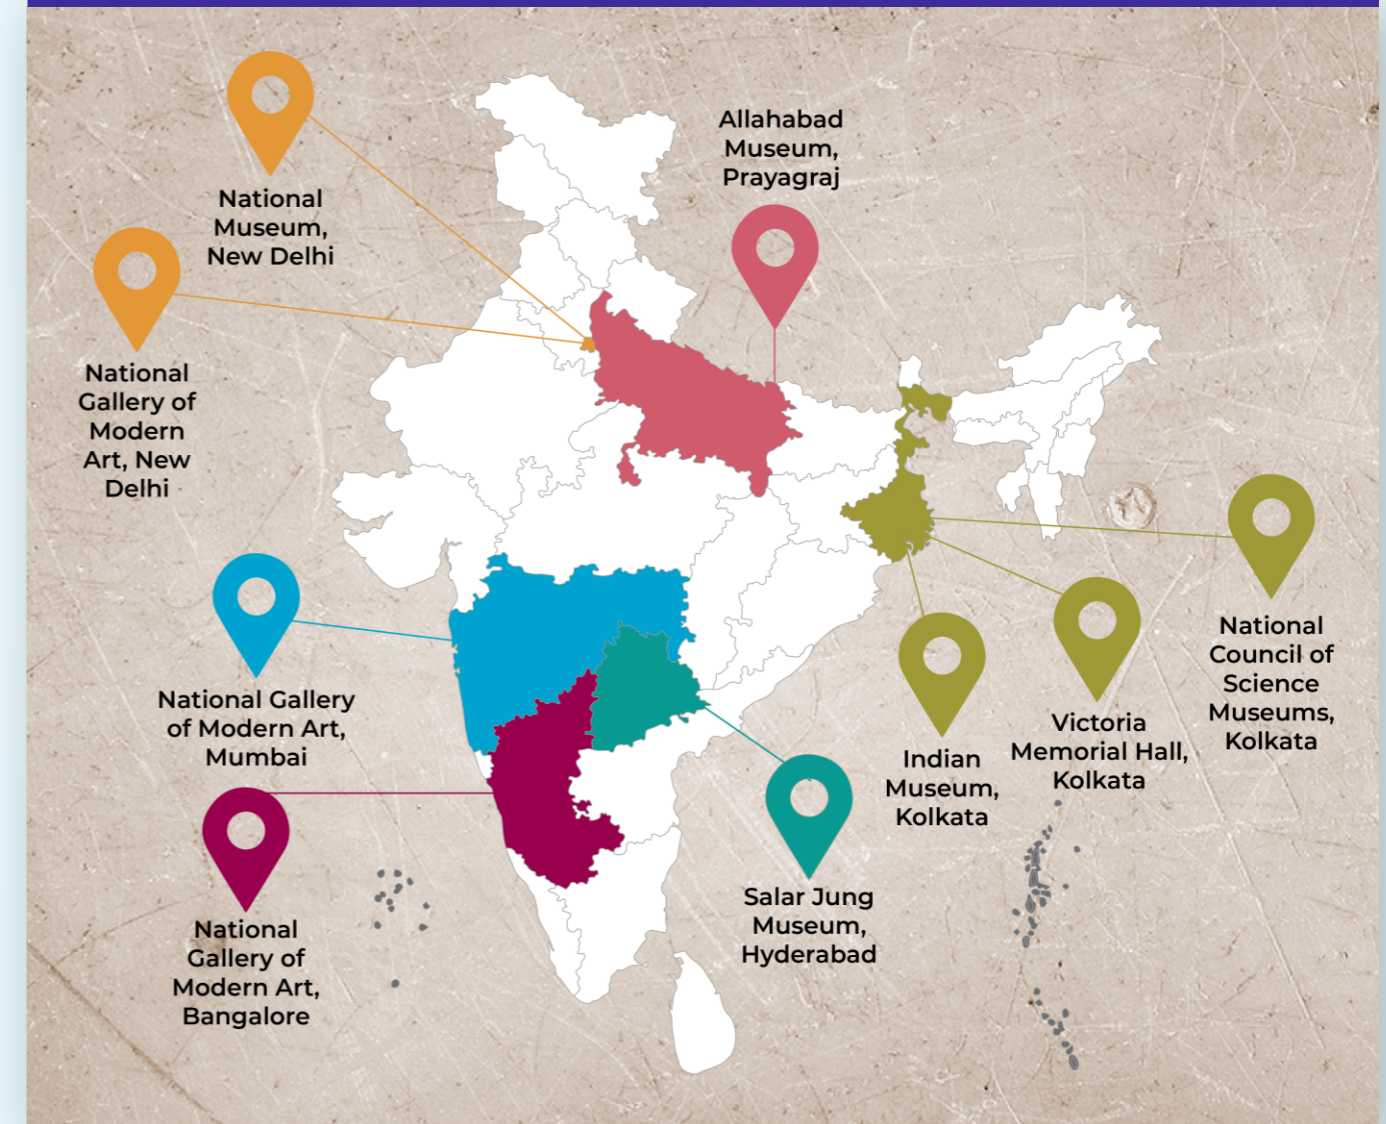 National
Museum,
New Delhi
Allahabad
Museum,
Prayagraj
National
Gallery of
Modern
Art, New
Delhi
National Gallery
of Modern Art,
Mumbai
National
Council of
Science
Museums,
Kolkata
Victoria
Memorial Hall,
Kolkata
Indian
Museum,
Kolkata
Salar Jung
Museum,
Hyderabad
National
Gallery of
Modern Art,
Bangalore